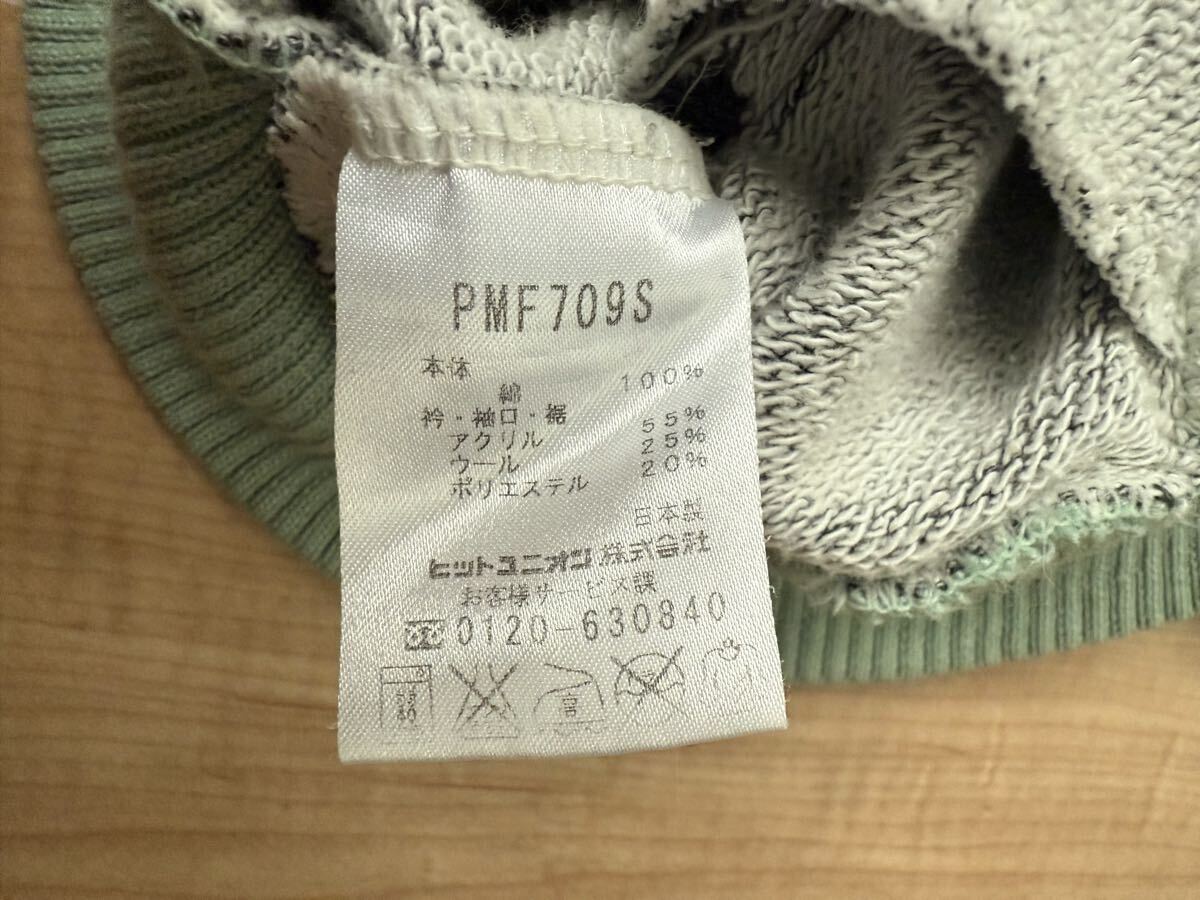 PMF709S
本体
綿 100%
衿・袖口・裾
アクリル 55%
ウール 25%
ポリエステル 20%
日本製
ヒットユニオン株式会社
お客様サービス課
0120-630840